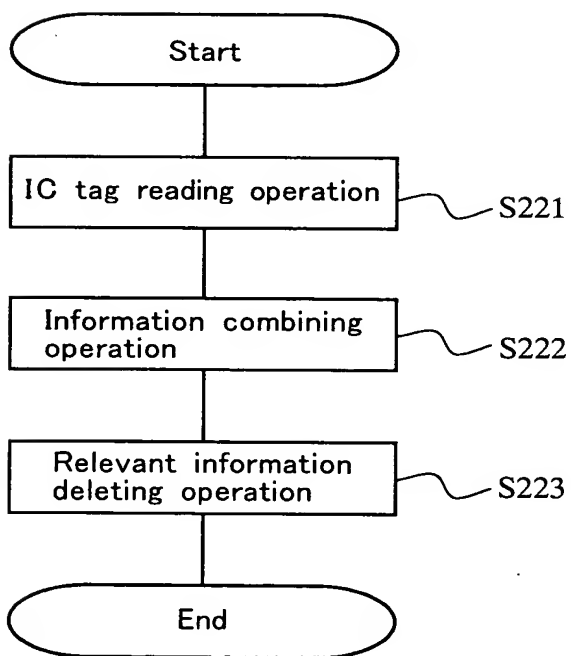 Start
IC tag reading operation
S221
Information combining
operation
S222
Relevant information
deleting operation
S223
End